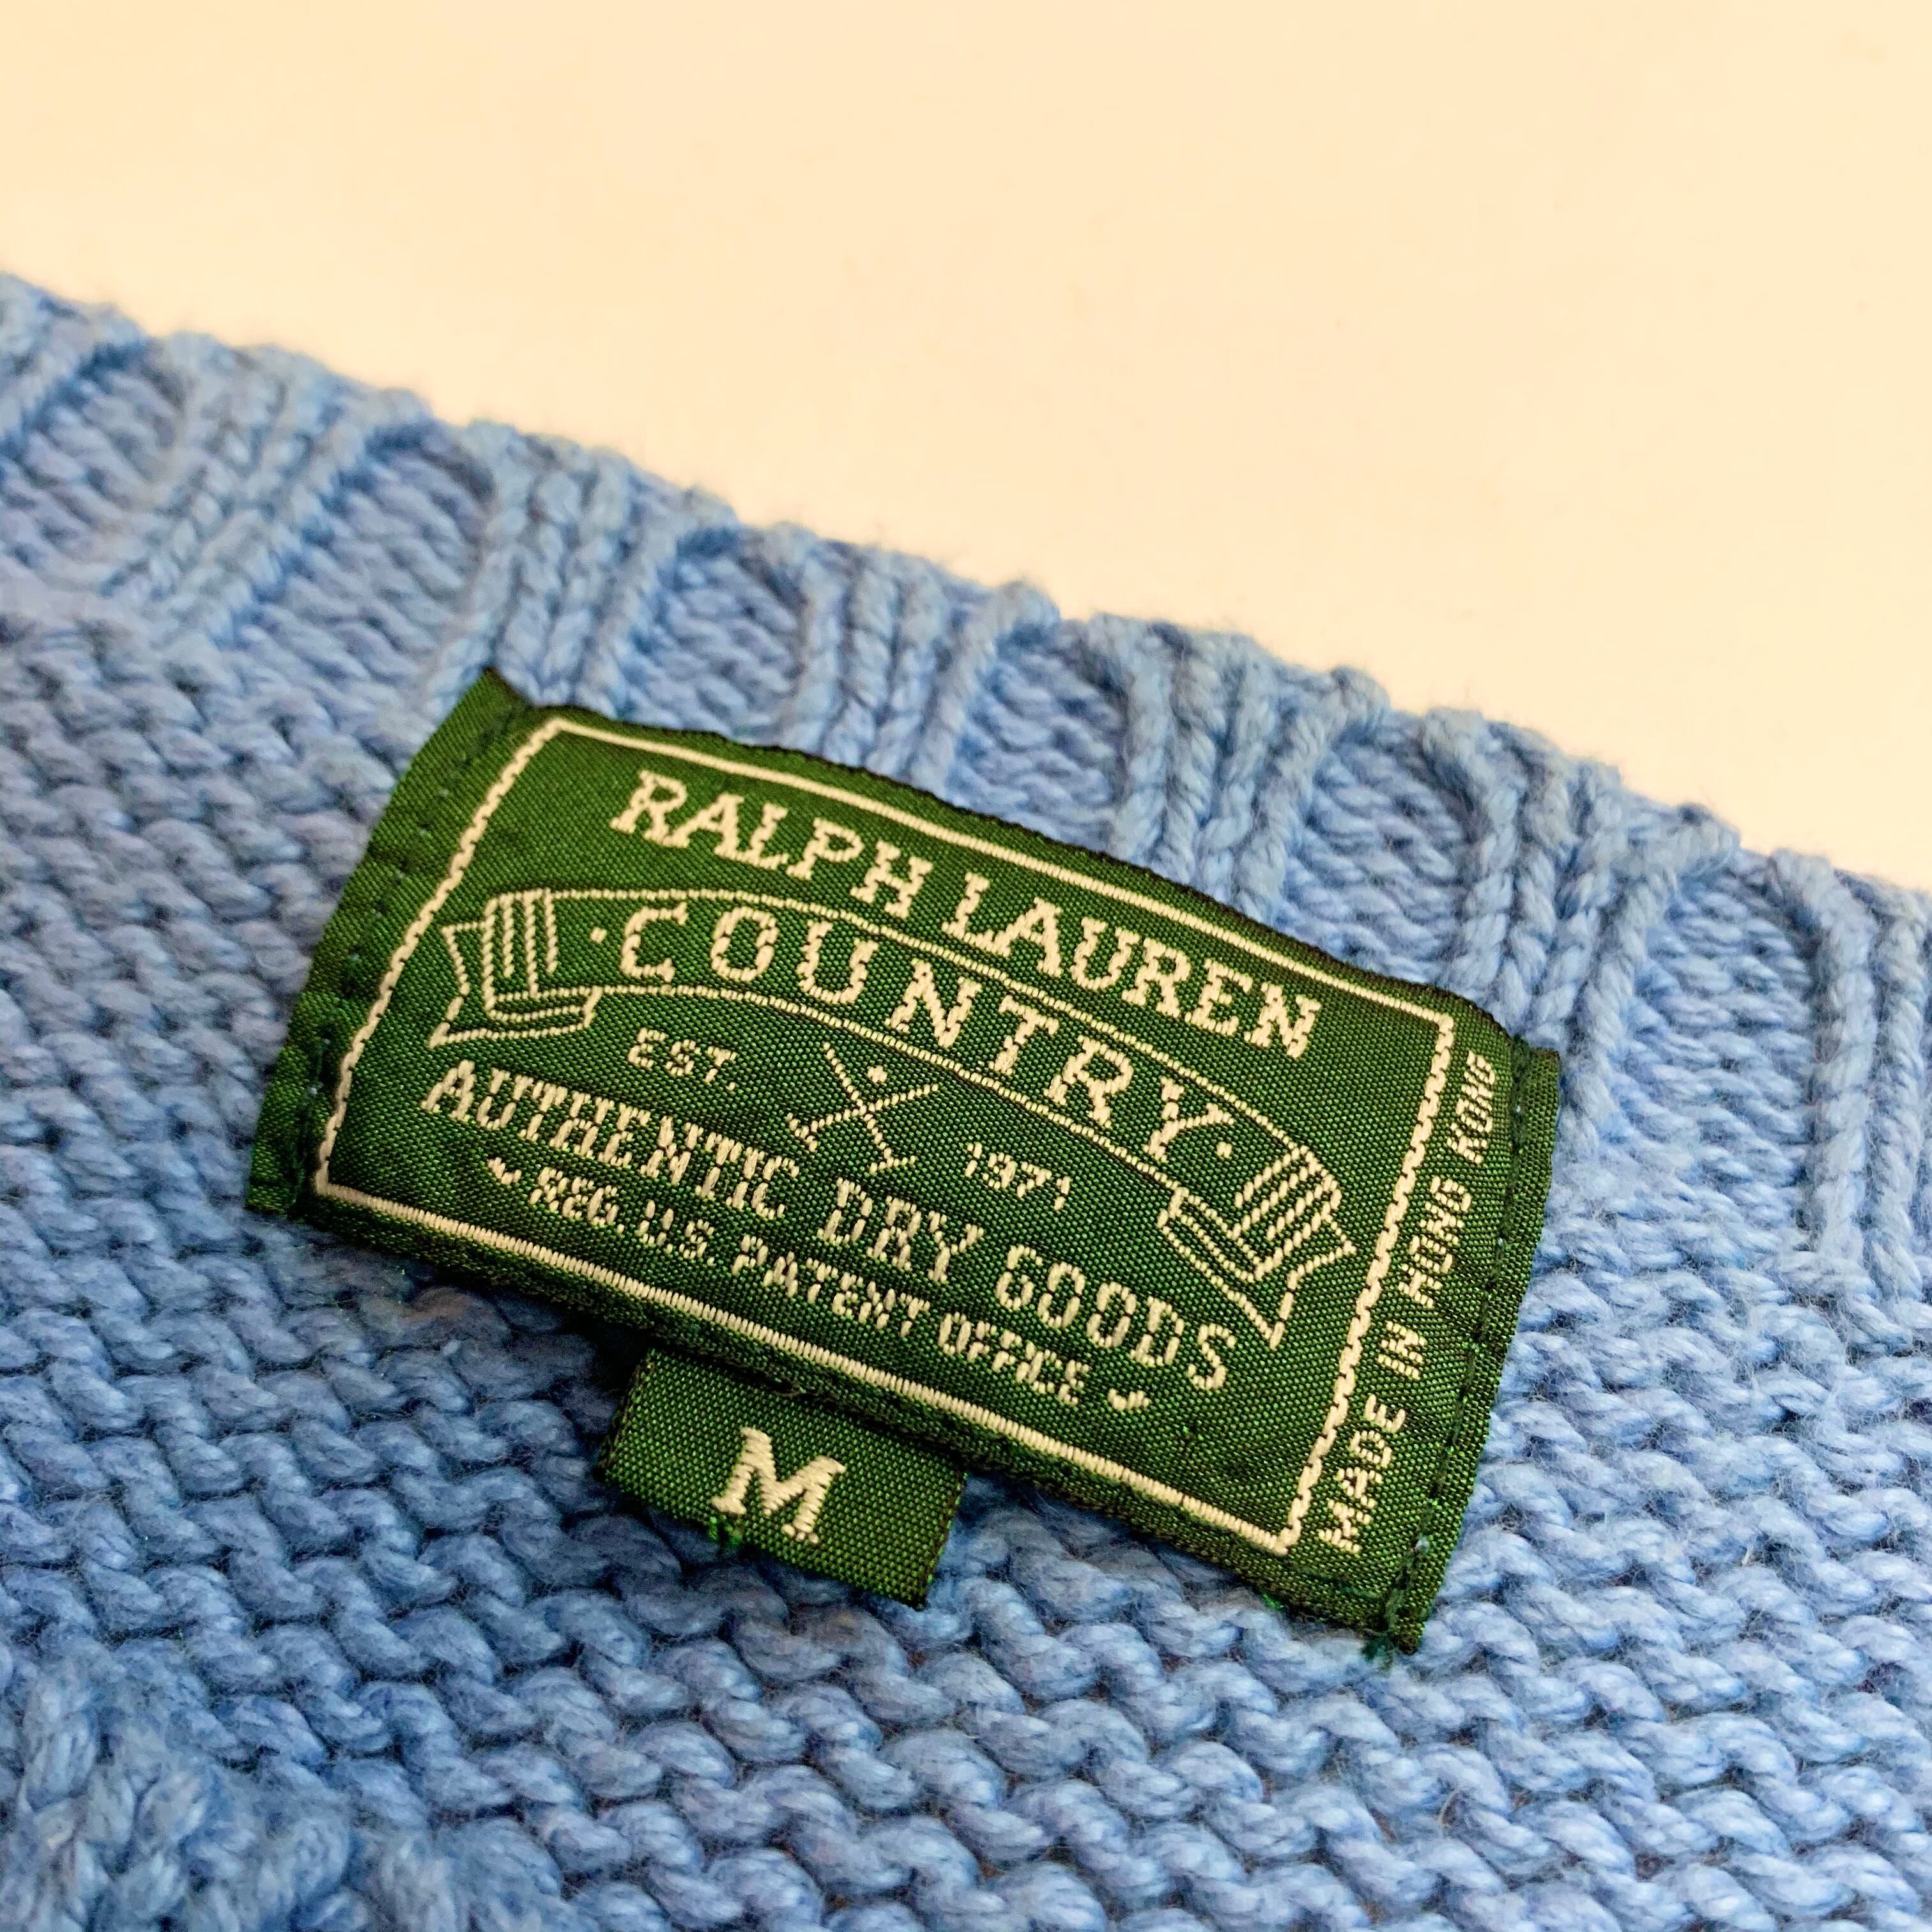 RALPH LAUREN
·COUNTRY·
EST. 1971
AUTHENTIC DRY GOODS
REG. U.S. PATENT OFFICE
MADE IN HONG KONG
M